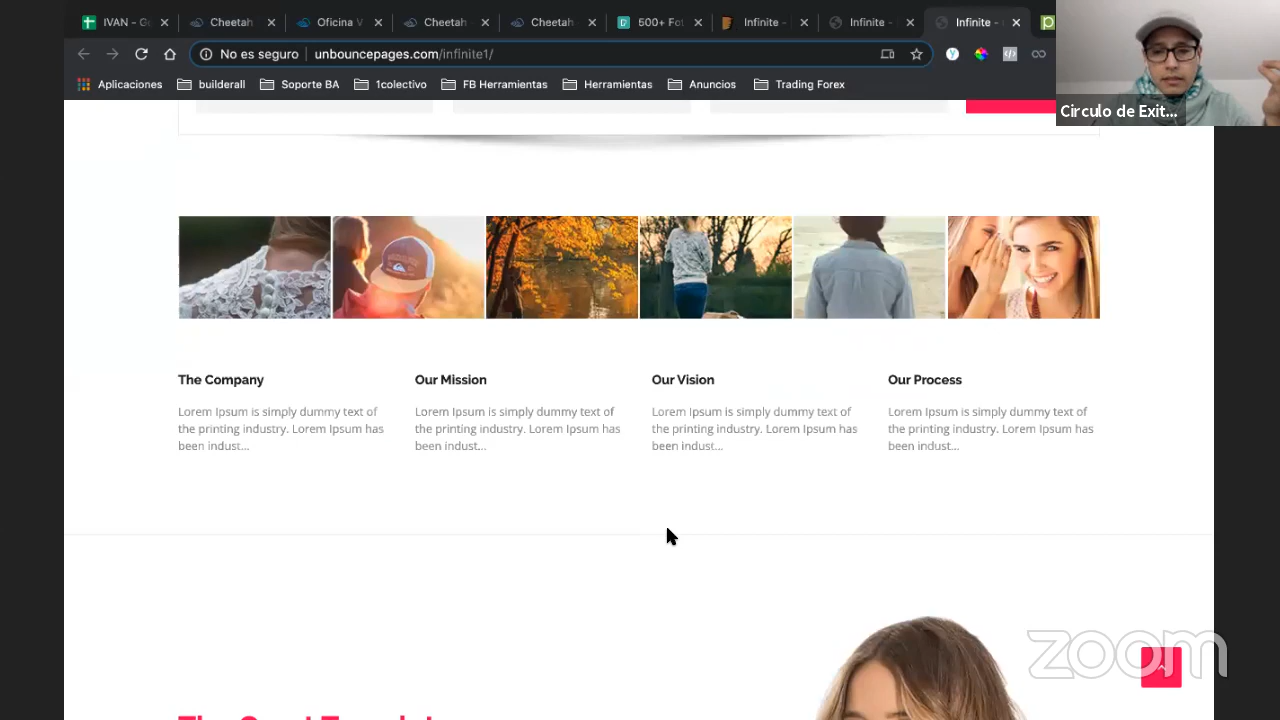 IVAN - G
Cheetah
Oficina V
Cheetah
Cheetah
500+ Fot
Infinite -
Infinite -
Infinite -
No es seguro
unbouncepages.com/infinite1/
Aplicaciones
builderall
Soporte BA
1colectivo
FB Herramientas
Herramientas
Anuncios
Trading Forex
Circulo de Exit...
The Company
Lorem Ipsum is simply dummy text of
the printing industry. Lorem Ipsum has
been indust...
Our Mission
Lorem Ipsum is simply dummy text of
the printing industry. Lorem Ipsum has
been indust...
Our Vision
Lorem Ipsum is simply dummy text of
the printing industry. Lorem Ipsum has
been indust...
Our Process
Lorem Ipsum is simply dummy text of
the printing industry. Lorem Ipsum has
been indust...
zoom